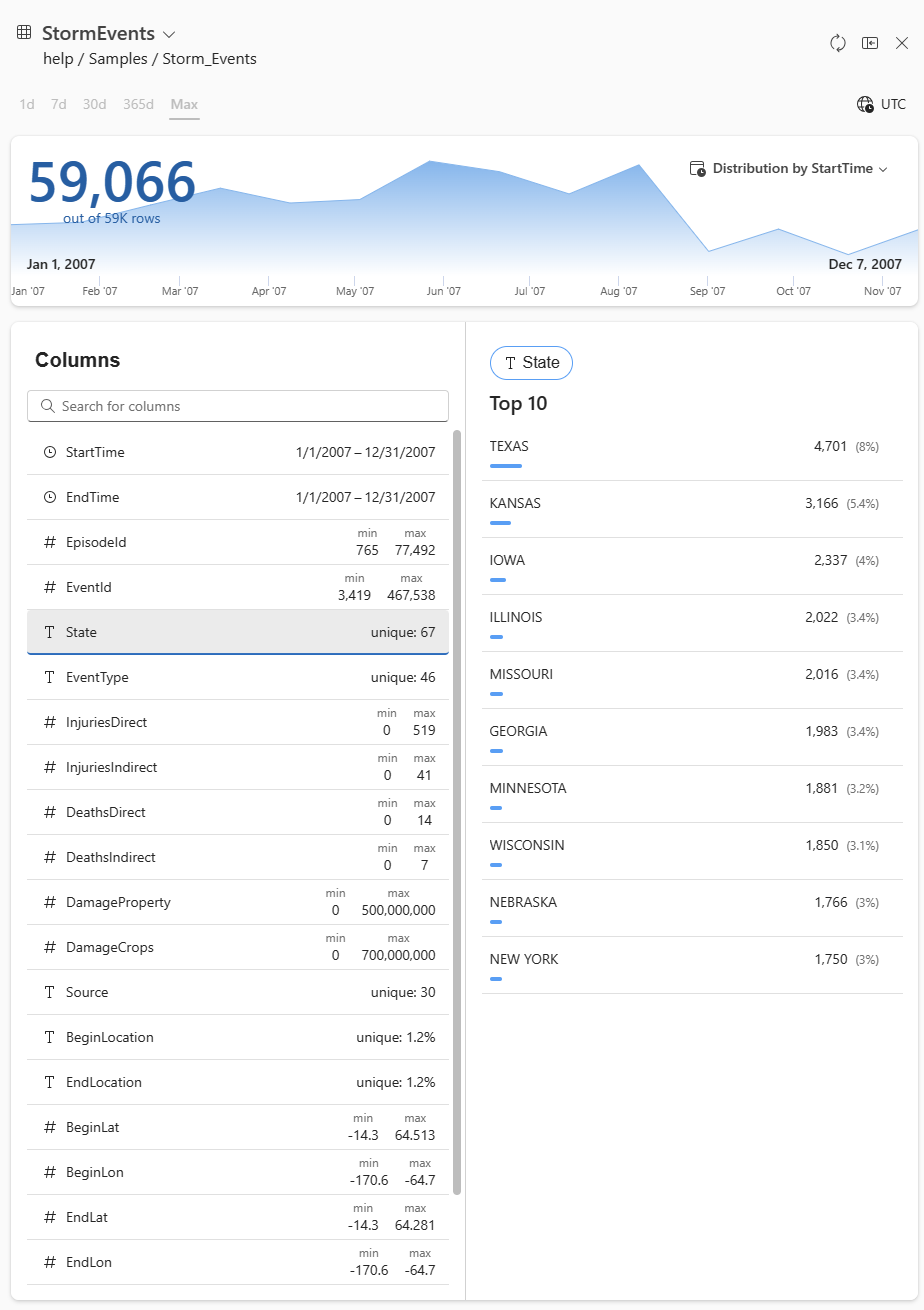 StormEvents
help / Samples / Storm_Events
1d 7d 30d 365d Max
UTC
59,066
out of 59K rows
Distribution by StartTime
Jan 1, 2007
Dec 7, 2007
Jan '07 Feb '07 Mar '07 Apr '07 May '07 Jun '07 Jul '07 Aug '07 Sep '07 Oct '07 Nov '07
Columns
Search for columns
StartTime 1/1/2007 – 12/31/2007
EndTime 1/1/2007 – 12/31/2007
min max
EpisodeId 765 77,492
min max
EventId 3,419 467,538
T State unique: 67
T EventType unique: 46
min max
# InjuriesDirect 0 519
min max
# InjuriesIndirect 0 41
min max
# DeathsDirect 0 14
min max
# DeathsIndirect 0 7
min max
# DamageProperty 0 500,000,000
min max
# DamageCrops 0 700,000,000
T Source unique: 30
T BeginLocation unique: 1.2%
T EndLocation unique: 1.2%
min max
# BeginLat -14.3 64.513
min max
# BeginLon -170.6 -64.7
min max
# EndLat -14.3 64.281
min max
# EndLon -170.6 -64.7
T State
Top 10
TEXAS 4,701 (8%)
KANSAS 3,166 (5.4%)
IOWA 2,337 (4%)
ILLINOIS 2,022 (3.4%)
MISSOURI 2,016 (3.4%)
GEORGIA 1,983 (3.4%)
MINNESOTA 1,881 (3.2%)
WISCONSIN 1,850 (3.1%)
NEBRASKA 1,766 (3%)
NEW YORK 1,750 (3%)